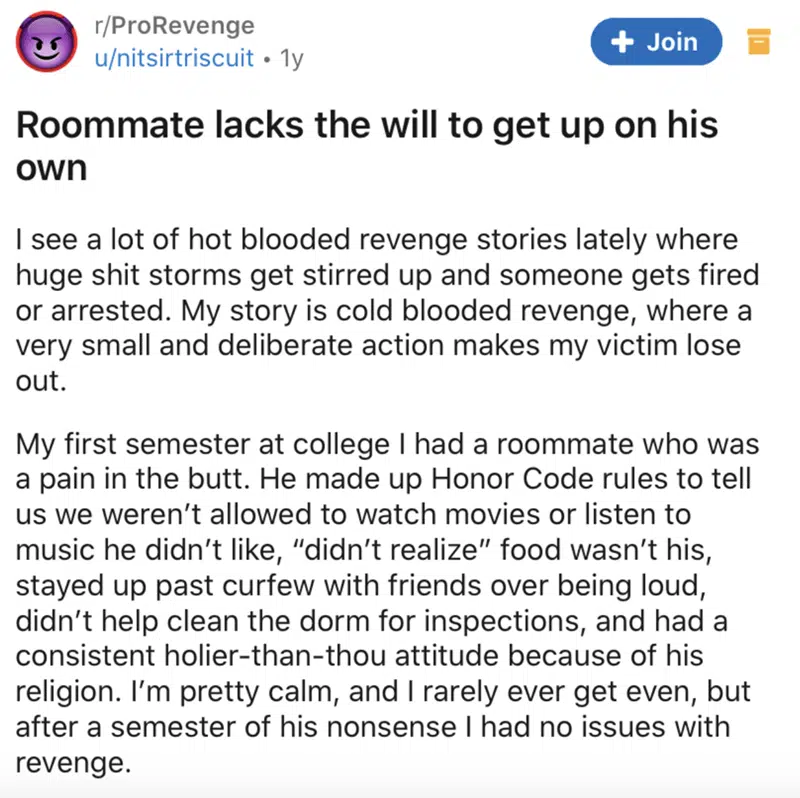 r/ProRevenge
u/nitsirtriscuit • 1y
+ Join
Roommate lacks the will to get up on his
own
I see a lot of hot blooded revenge stories lately where
huge shit storms get stirred up and someone gets fired
or arrested. My story is cold blooded revenge, where a
very small and deliberate action makes my victim lose
out.
My first semester at college I had a roommate who was
a pain in the butt. He made up Honor Code rules to tell
us we weren’t allowed to watch movies or listen to
music he didn’t like, “didn’t realize” food wasn’t his,
stayed up past curfew with friends over being loud,
didn’t help clean the dorm for inspections, and had a
consistent holier-than-thou attitude because of his
religion. I’m pretty calm, and I rarely ever get even, but
after a semester of his nonsense I had no issues with
revenge.